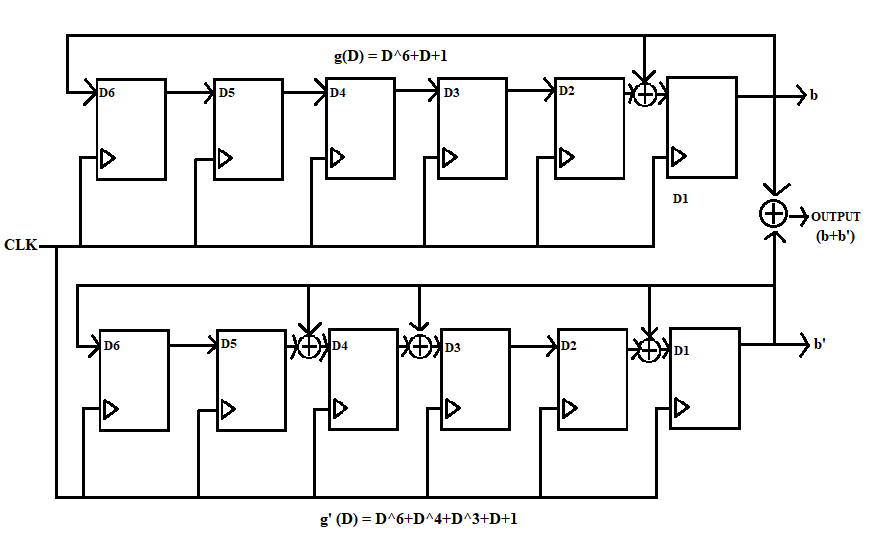 g(D) = D^6+D+1
D6 D5 D4 D3 D2
b
D1
OUTPUT
(b+b')
CLK
D6 D5 D4 D3 D2 D1
b'
g' (D) = D^6+D^4+D^3+D+1